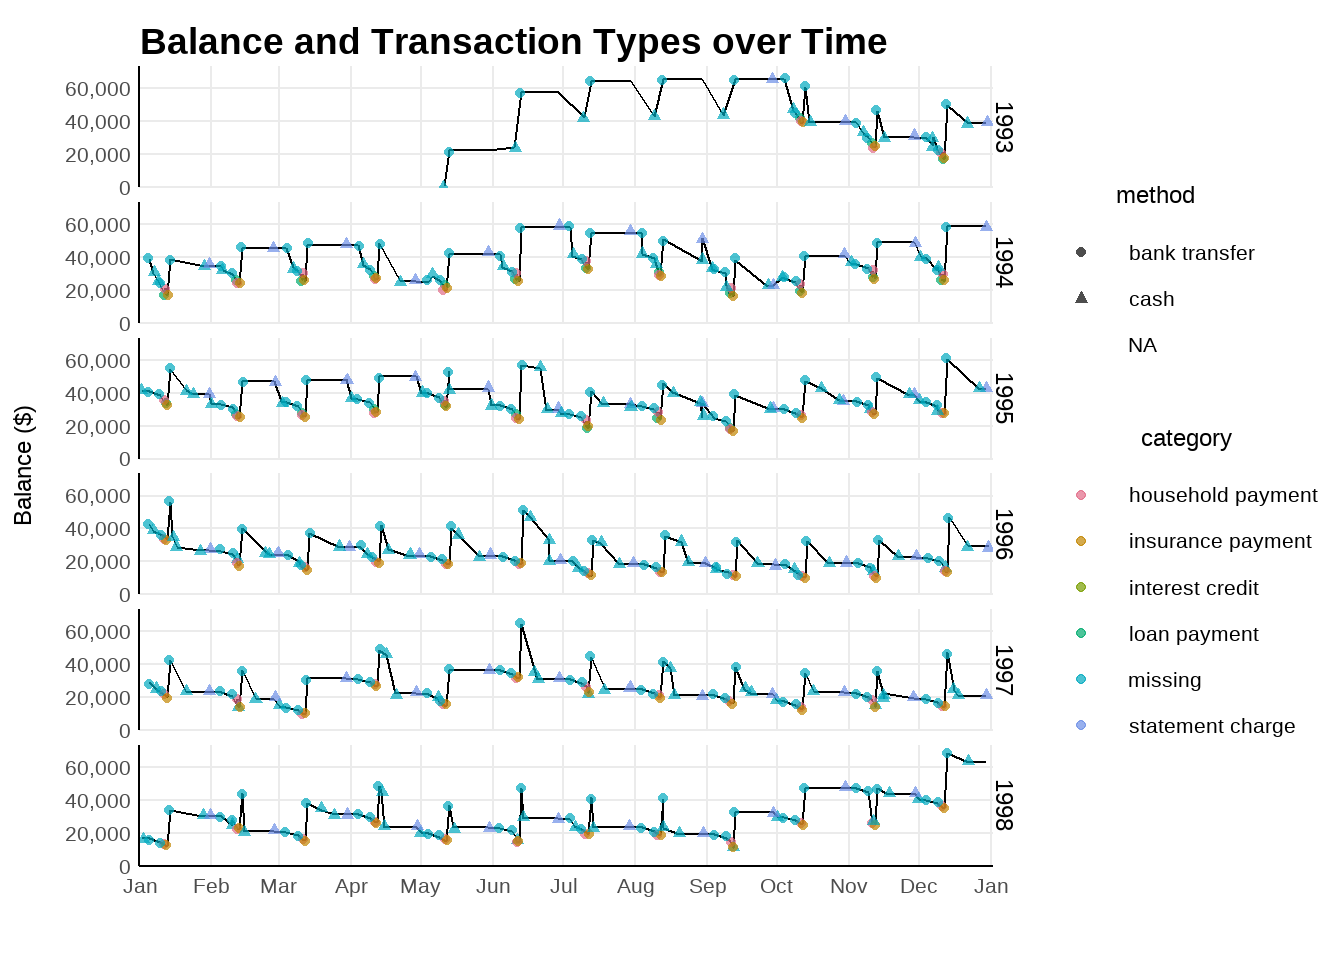 Balance and Transaction Types over Time
Balance ($)
60,000
40,000
20,000
0
1993
60,000
40,000
20,000
0
1994
60,000
40,000
20,000
0
1995
60,000
40,000
20,000
0
1996
60,000
40,000
20,000
0
1997
60,000
40,000
20,000
0
1998
Jan Feb Mar Apr May Jun Jul Aug Sep Oct Nov Dec Jan
method
bank transfer
cash
NA
category
household payment
insurance payment
interest credit
loan payment
missing
statement charge